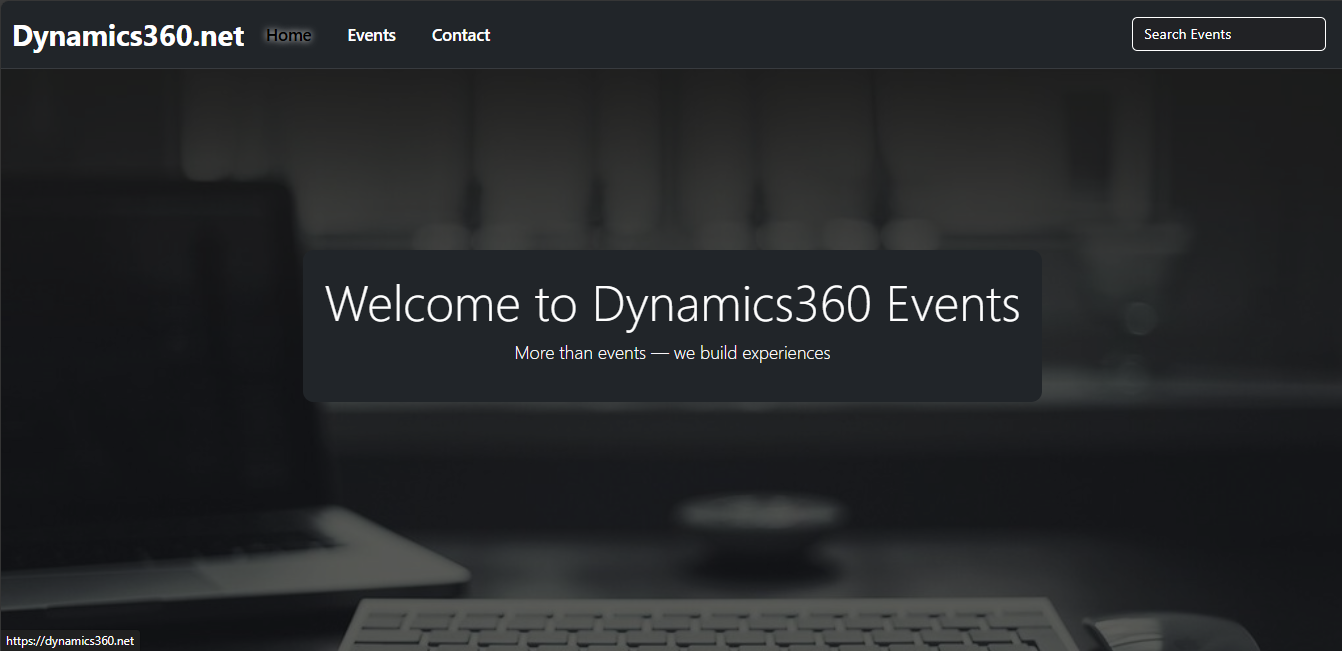 Dynamics360.net Home Events Contact Search Events
Welcome to Dynamics360 Events
More than events — we build experiences
https://dynamics360.net